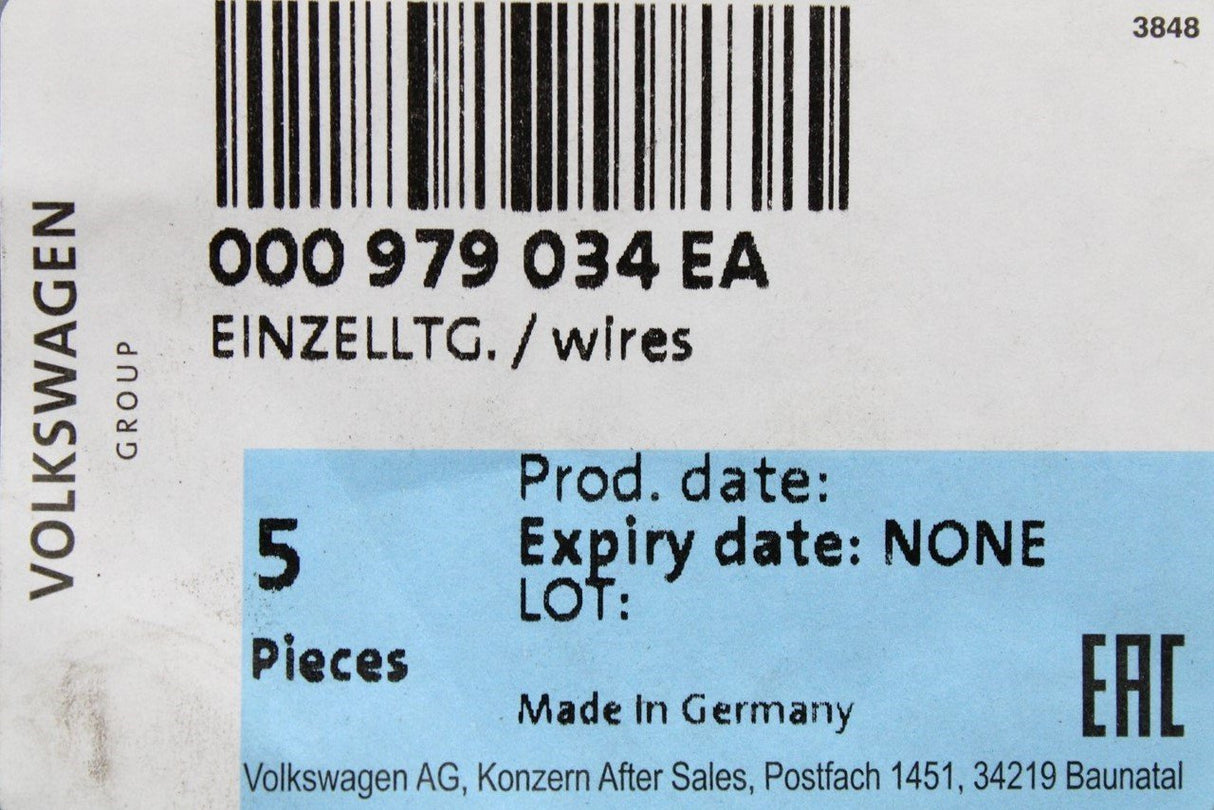 3848
000 979 034 EA
EINZELLTG. / wires
VOLKSWAGEN
GROUP
Prod. date:
5
Expiry date: NONE
LOT:
Pieces
Made In Germany
EAC
Volkswagen AG, Konzern After Sales, Postfach 1451, 34219 Baunatal